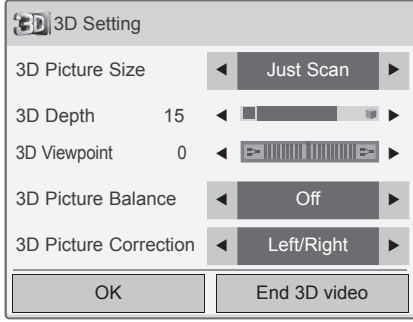 3D 3D Setting
3D Picture Size Just Scan
3D Depth 15
3D Viewpoint 0
3D Picture Balance Off
3D Picture Correction Left/Right
OK End 3D video